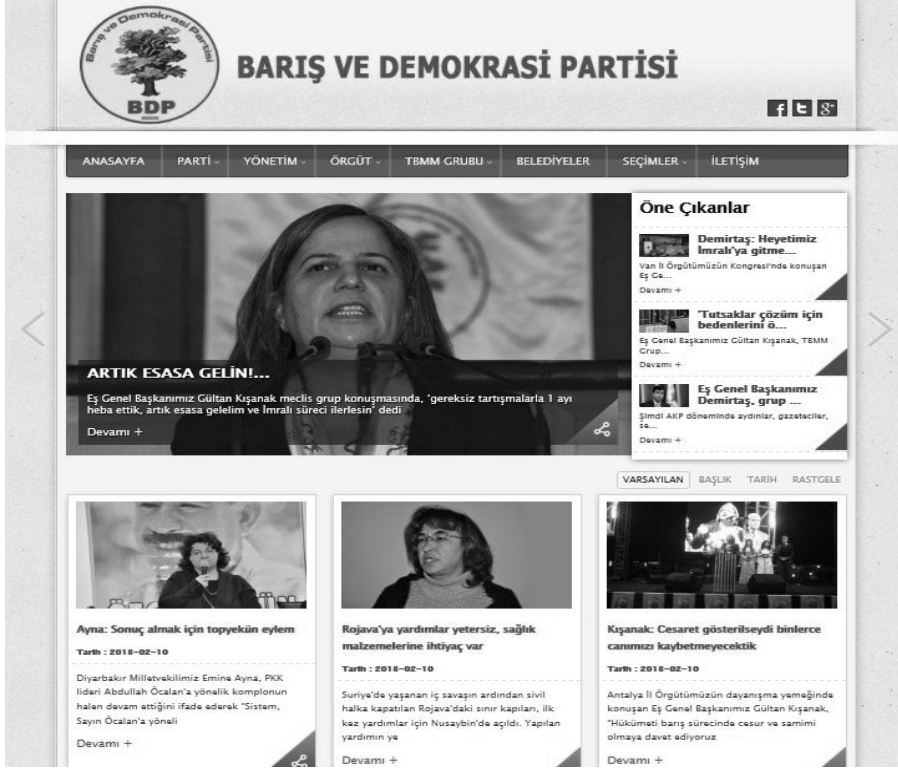 Barış ve Demokrasi Partisi
BDP
BARIŞ VE DEMOKRASİ PARTİSİ
ANASAYFA PARTİ YÖNETİM ÖRGÜT TBMM GRUBU BELEDİYELER SEÇİMLER İLETİŞİM
Öne Çıkanlar
Demirtaş: Heyetimiz
İmralı'ya gitme...
Van İl Örgütümüzün Kongresi'nde konuşan
Eş Ge...
Devamı +
"Tutsaklar çözüm için
bedenlerini ö...
Eş Genel Başkanımız Gültan Kışanak, TBMM
Grup...
Devamı +
Eş Genel Başkanımız
Demirtaş, grup ...
Şimdi AKP döneminde aydınlar, gazeteciler,
se...
Devamı +
ARTIK ESASA GELİN!...
Eş Genel Başkanımız Gültan Kışanak meclis grup konuşmasında, "gereksiz tartışmalarla 1 ayı
heba ettik, artık esasa gelelim ve İmralı süreci ilerlesin" dedi
Devamı +
VARSAYILAN BAŞLIK TARİH RASTGELE
Ayna: Sonuç almak için topyekün eylem
Tarih : 2018-02-10
Diyarbakır Milletvekilimiz Emine Ayna, PKK
lideri Abdullah Öcalan'a yönelik komplonun
halen devam ettiğini ifade ederek "Sistem,
Sayın Öcalan'a yöneli
Devamı +
Rojava'ya yardımlar yetersiz, sağlık
malzemelerine ihtiyaç var
Tarih : 2018-02-10
Suriye'de yaşanan iç savaşın ardından sivil
halka kapatılan Rojava'daki sınır kapıları, ilk
kez yardımlar için Nusaybin'de açıldı. Yapılan
yardımın ye
Devamı +
Kışanak: Cesaret gösterilseydi binlerce
canımızı kaybetmeyecektik
Tarih : 2018-02-10
Antalya İl Örgütümüzün dayanışma yemeğinde
konuşan Eş Genel Başkanımız Gültan Kışanak,
"Hükümeti barış sürecinde cesur ve samimi
olmaya davet ediyoruz
Devamı +